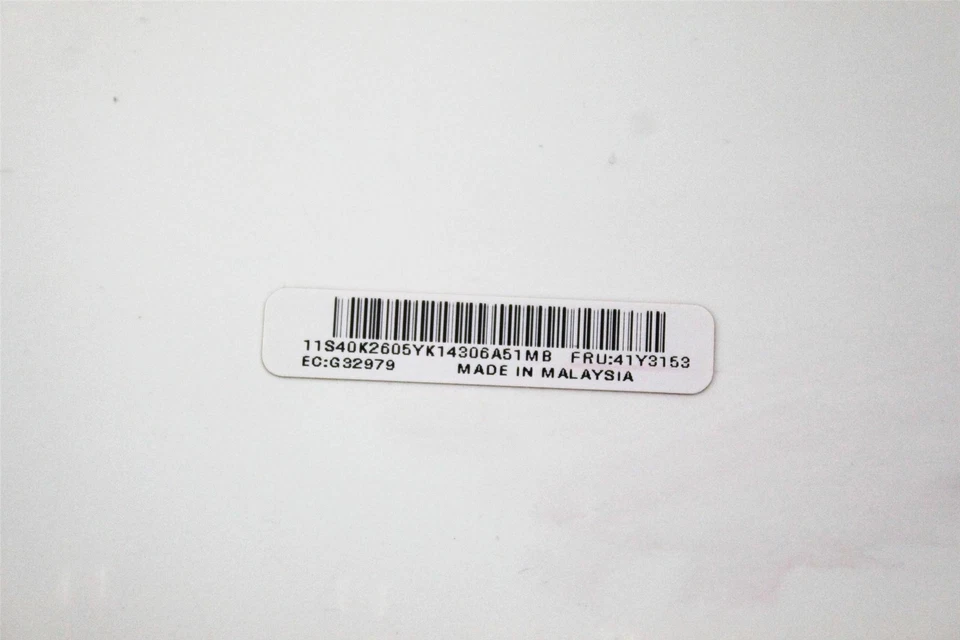 11S40K2605YK14306A51MB FRU:41Y3153
EC:G32979 MADE IN MALAYSIA